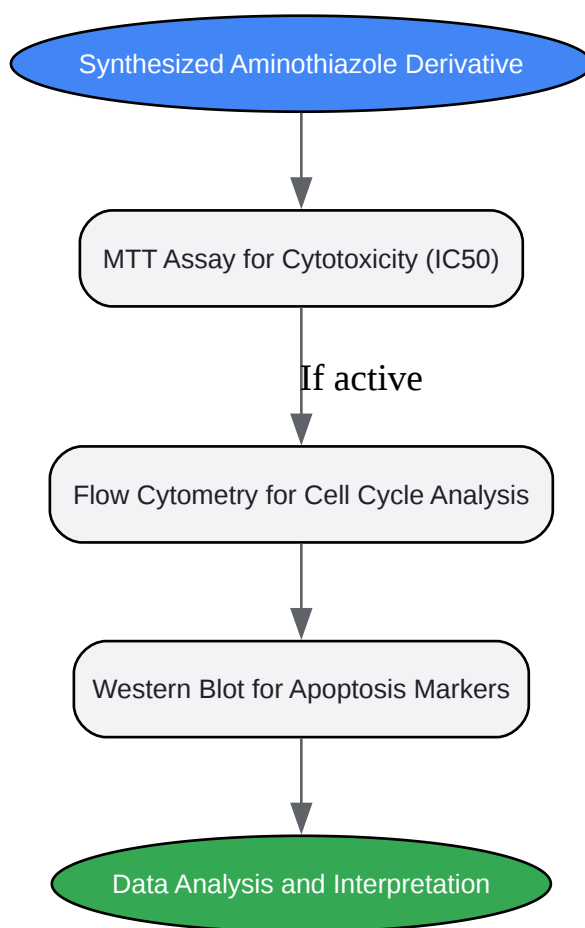 Synthesized Aminothiazole Derivative
MTT Assay for Cytotoxicity (IC50)
If active
Flow Cytometry for Cell Cycle Analysis
Western Blot for Apoptosis Markers
Data Analysis and Interpretation